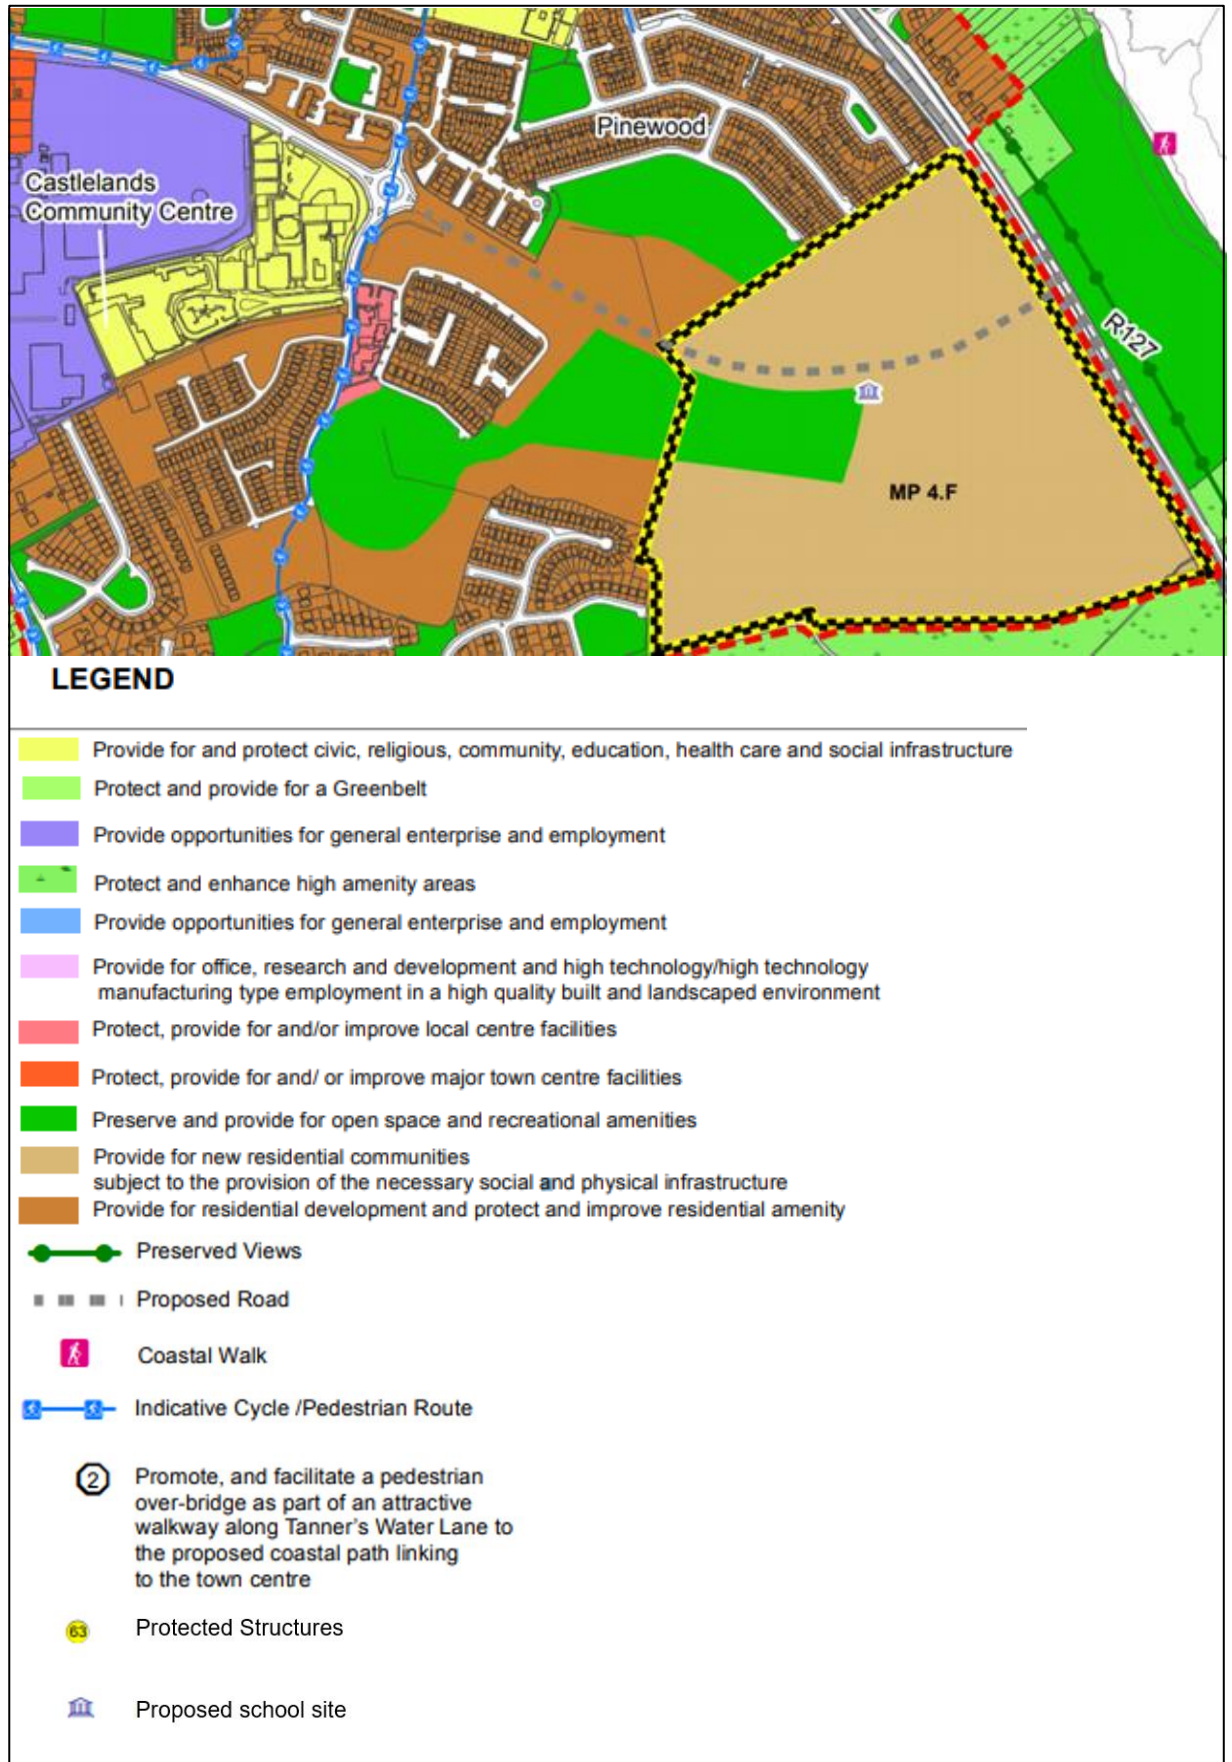 Pinewood
Castlelands
Community Centre
R127
MP 4.F
LEGEND
Provide for and protect civic, religious, community, education, health care and social infrastructure
Protect and provide for a Greenbelt
Provide opportunities for general enterprise and employment
Protect and enhance high amenity areas
Provide opportunities for general enterprise and employment
Provide for office, research and development and high technology/high technology
manufacturing type employment in a high quality built and landscaped environment
Protect, provide for and/or improve local centre facilities
Protect, provide for and/ or improve major town centre facilities
Preserve and provide for open space and recreational amenities
Provide for new residential communities
subject to the provision of the necessary social and physical infrastructure
Provide for residential development and protect and improve residential amenity
Preserved Views
Proposed Road
Coastal Walk
Indicative Cycle /Pedestrian Route
2
Promote, and facilitate a pedestrian
over-bridge as part of an attractive
walkway along Tanner's Water Lane to
the proposed coastal path linking
to the town centre
63
Protected Structures
Proposed school site